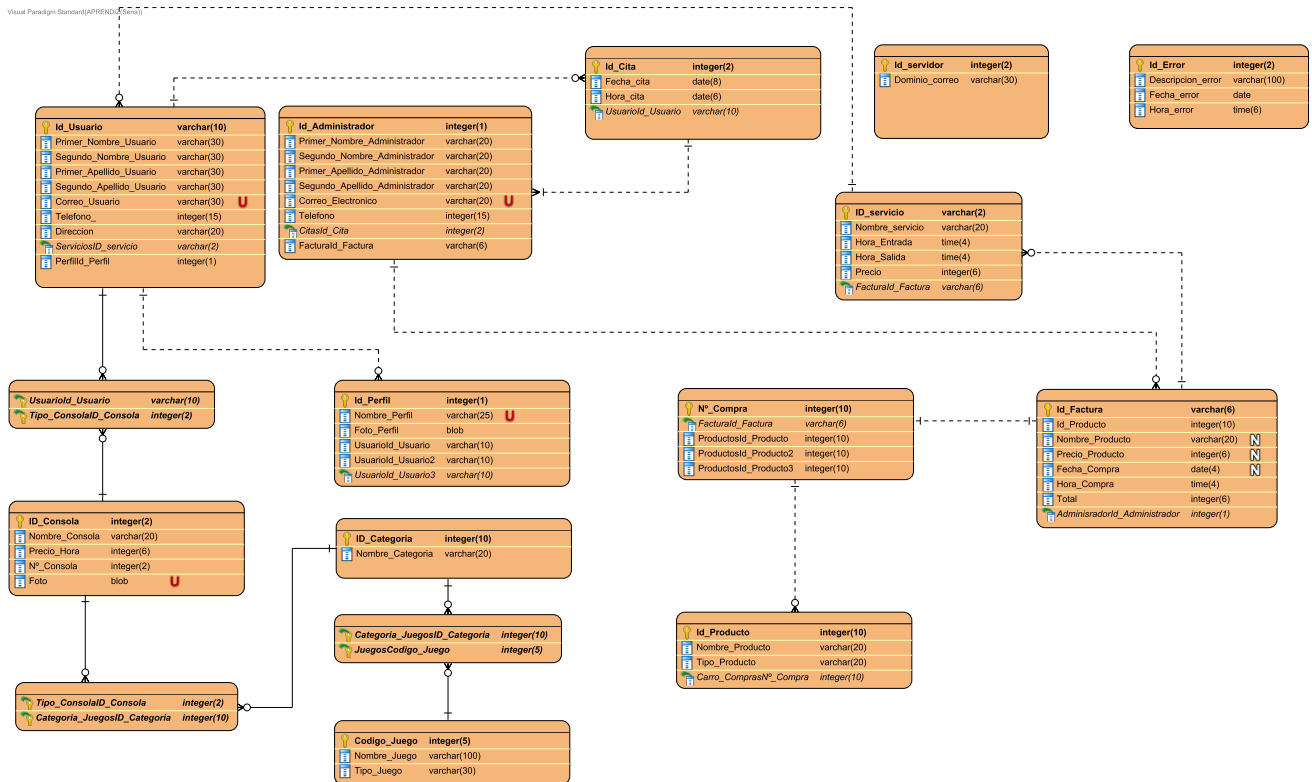 Visual Paradigm Standard(APRENDIZ(Sena))
Id_Cita integer(2)
Fecha_cita date(8)
Hora_cita date(6)
UsuarioId_Usuario varchar(10)
Id_servidor integer(2)
Dominio_correo varchar(30)
Id_Error integer(2)
Descripcion_error varchar(100)
Fecha_error date
Hora_error time(6)
Id_Usuario varchar(10)
Primer_Nombre_Usuario varchar(30)
Segundo_Nombre_Usuario varchar(30)
Primer_Apellido_Usuario varchar(30)
Segundo_Apellido_Usuario varchar(30)
Correo_Usuario varchar(30) U
Telefono_ integer(15)
Direccion varchar(20)
ServiciosID_servicio varchar(2)
PerfilId_Perfil integer(1)
Id_Administrador integer(1)
Primer_Nombre_Administrador varchar(20)
Segundo_Nombre_Administrador varchar(20)
Primer_Apellido_Administrador varchar(20)
Segundo_Apellido_Administrador varchar(20)
Correo_Electronico varchar(20) U
Telefono integer(15)
CitasId_Cita integer(2)
FacturaId_Factura varchar(6)
ID_servicio varchar(2)
Nombre_servicio varchar(20)
Hora_Entrada time(4)
Hora_Salida time(4)
Precio integer(6)
FacturaId_Factura varchar(6)
UsuarioId_Usuario varchar(10)
Tipo_ConsolaID_Consola integer(2)
Id_Perfil integer(1)
Nombre_Perfil varchar(25) U
Foto_Perfil blob
UsuarioId_Usuario varchar(10)
UsuarioId_Usuario2 varchar(10)
UsuarioId_Usuario3 varchar(10)
Nº_Compra integer(10)
FacturaId_Factura varchar(6)
ProductosId_Producto integer(10)
ProductosId_Producto2 integer(10)
ProductosId_Producto3 integer(10)
Id_Factura varchar(6)
Id_Producto integer(10)
Nombre_Producto varchar(20) N
Precio_Producto integer(6) N
Fecha_Compra date(4) N
Hora_Compra time(4)
Total integer(6)
AdminisradorId_Administrador integer(1)
ID_Consola integer(2)
Nombre_Consola varchar(20)
Precio_Hora integer(6)
Nº_Consola integer(2)
Foto blob U
ID_Categoria integer(10)
Nombre_Categoria varchar(20)
Categoria_JuegosID_Categoria integer(10)
JuegosCodigo_Juego integer(5)
Id_Producto integer(10)
Nombre_Producto varchar(20)
Tipo_Producto varchar(20)
Carro_ComprasNº_Compra integer(10)
Tipo_ConsolaID_Consola integer(2)
Categoria_JuegosID_Categoria integer(10)
Codigo_Juego integer(5)
Nombre_Juego varchar(100)
Tipo_Juego varchar(30)